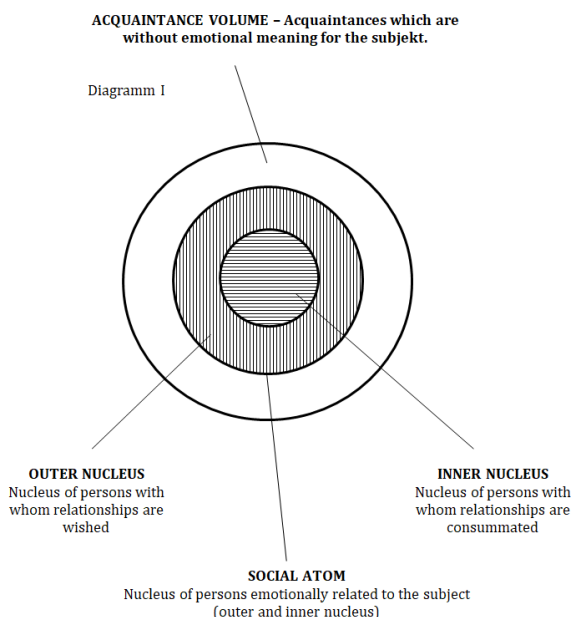 ACQUAINTANCE VOLUME – Acquaintances which are
without emotional meaning for the subjekt.
Diagramm I
OUTER NUCLEUS
Nucleus of persons with
whom relationships are
wished
INNER NUCLEUS
Nucleus of persons with
whom relationships are
consummated
SOCIAL ATOM
Nucleus of persons emotionally related to the subject
(outer and inner nucleus)